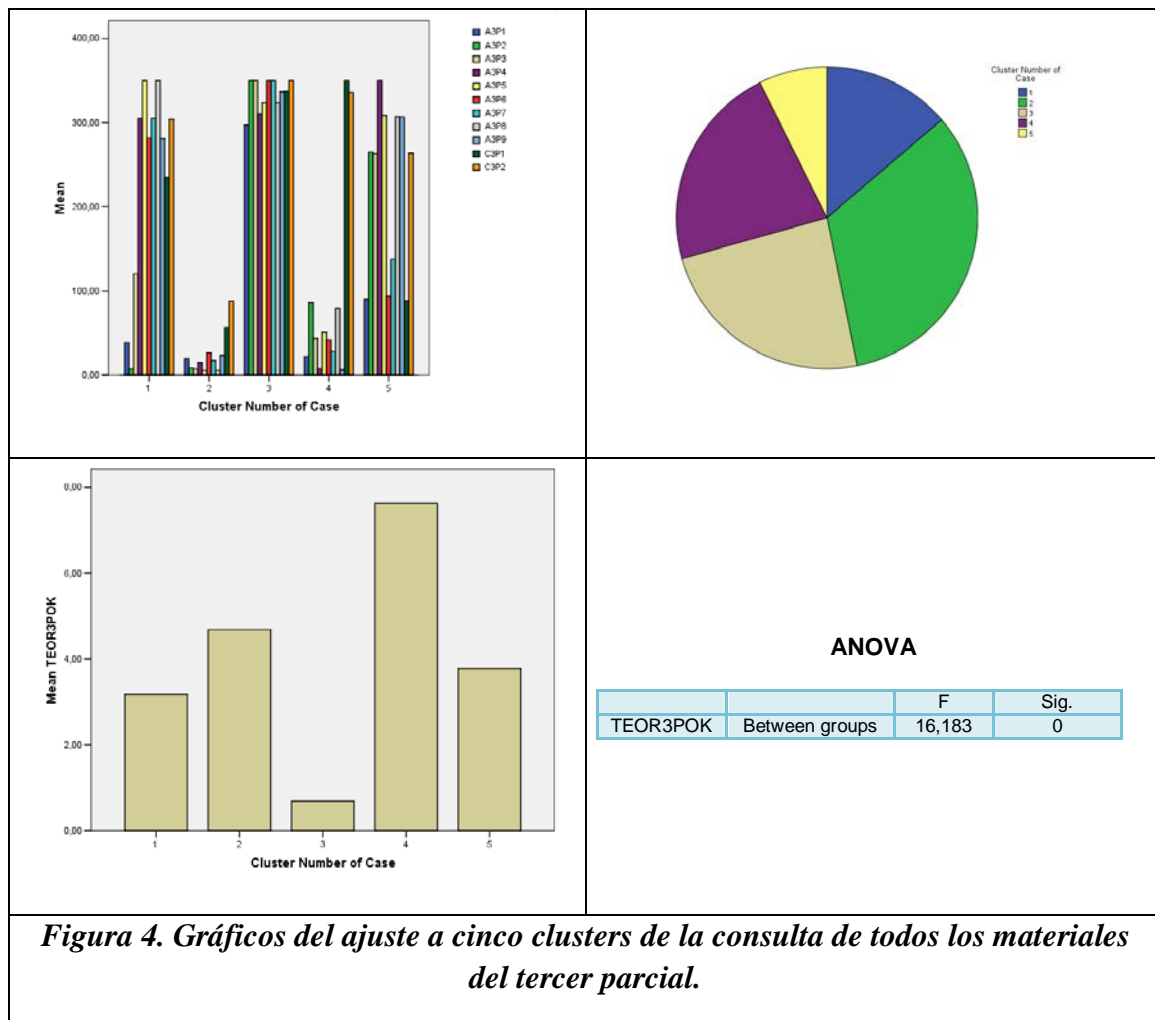 400,00
300,00
200,00
100,00
0,00
Mean
1 2 3 4 5
Cluster Number of Case
A3P1
A3P2
A3P3
A3P4
A3P5
A3P6
A3P7
A3P8
A3P9
C3P1
C3P2
Cluster Number of
Case
1
2
3
4
5
8,00
6,00
4,00
2,00
0,00
Mean TEOR3POK
1 2 3 4 5
Cluster Number of Case
ANOVA
F Sig.
TEOR3POK Between groups 16,183 0
Figura 4. Gráficos del ajuste a cinco clusters de la consulta de todos los materiales
del tercer parcial.